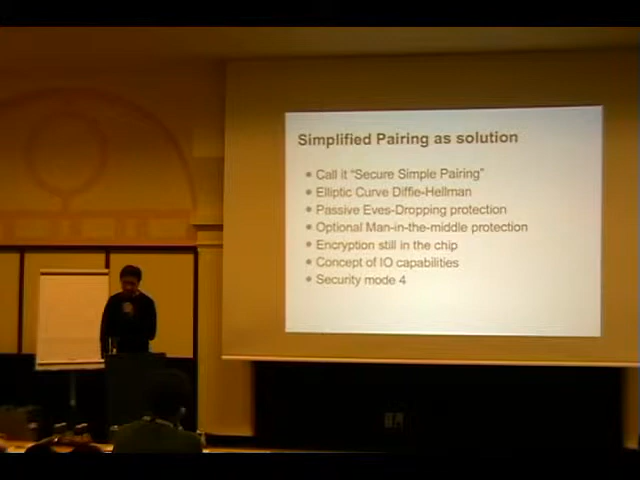 Simplified Pairing as solution
Call it "Secure Simple Pairing"
Elliptic Curve Diffie-Hellman
Passive Eves-Dropping protection
Optional Man-in-the-middle protection
Encryption still in the chip
Concept of IO capabilities
Security mode 4